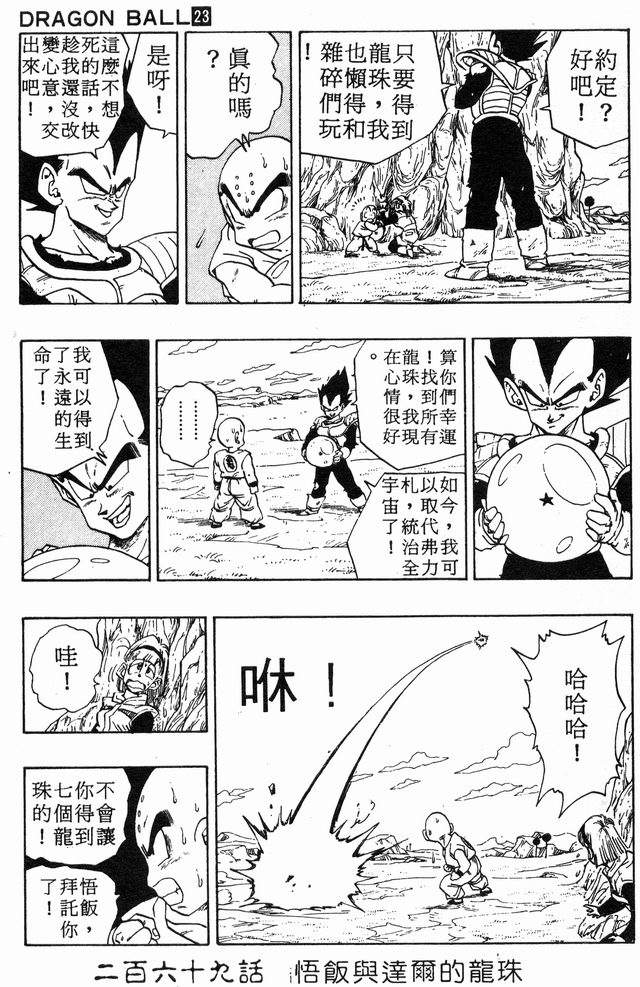 DRAGON BALL 23
約定？
好吧！
只要得到
龍珠，我
也懶得和
雜碎們玩
！
真的嗎
？
是呀！
這麼不想
死的話，快
趁我還沒改
變心意，交
出來吧！
算你們幸運
！找到所有
龍珠，我現
在心情很好
。
如今，我可
以取代弗力
札，統治全
宇宙了！
………
………
我可以得到
了永遠的生
命了！
哈哈哈！
咻！
哇！
不會讓
你得到
七個龍
珠的！
悟飯，
拜託你
了！
二百六十九話 悟飯與達爾的龍珠